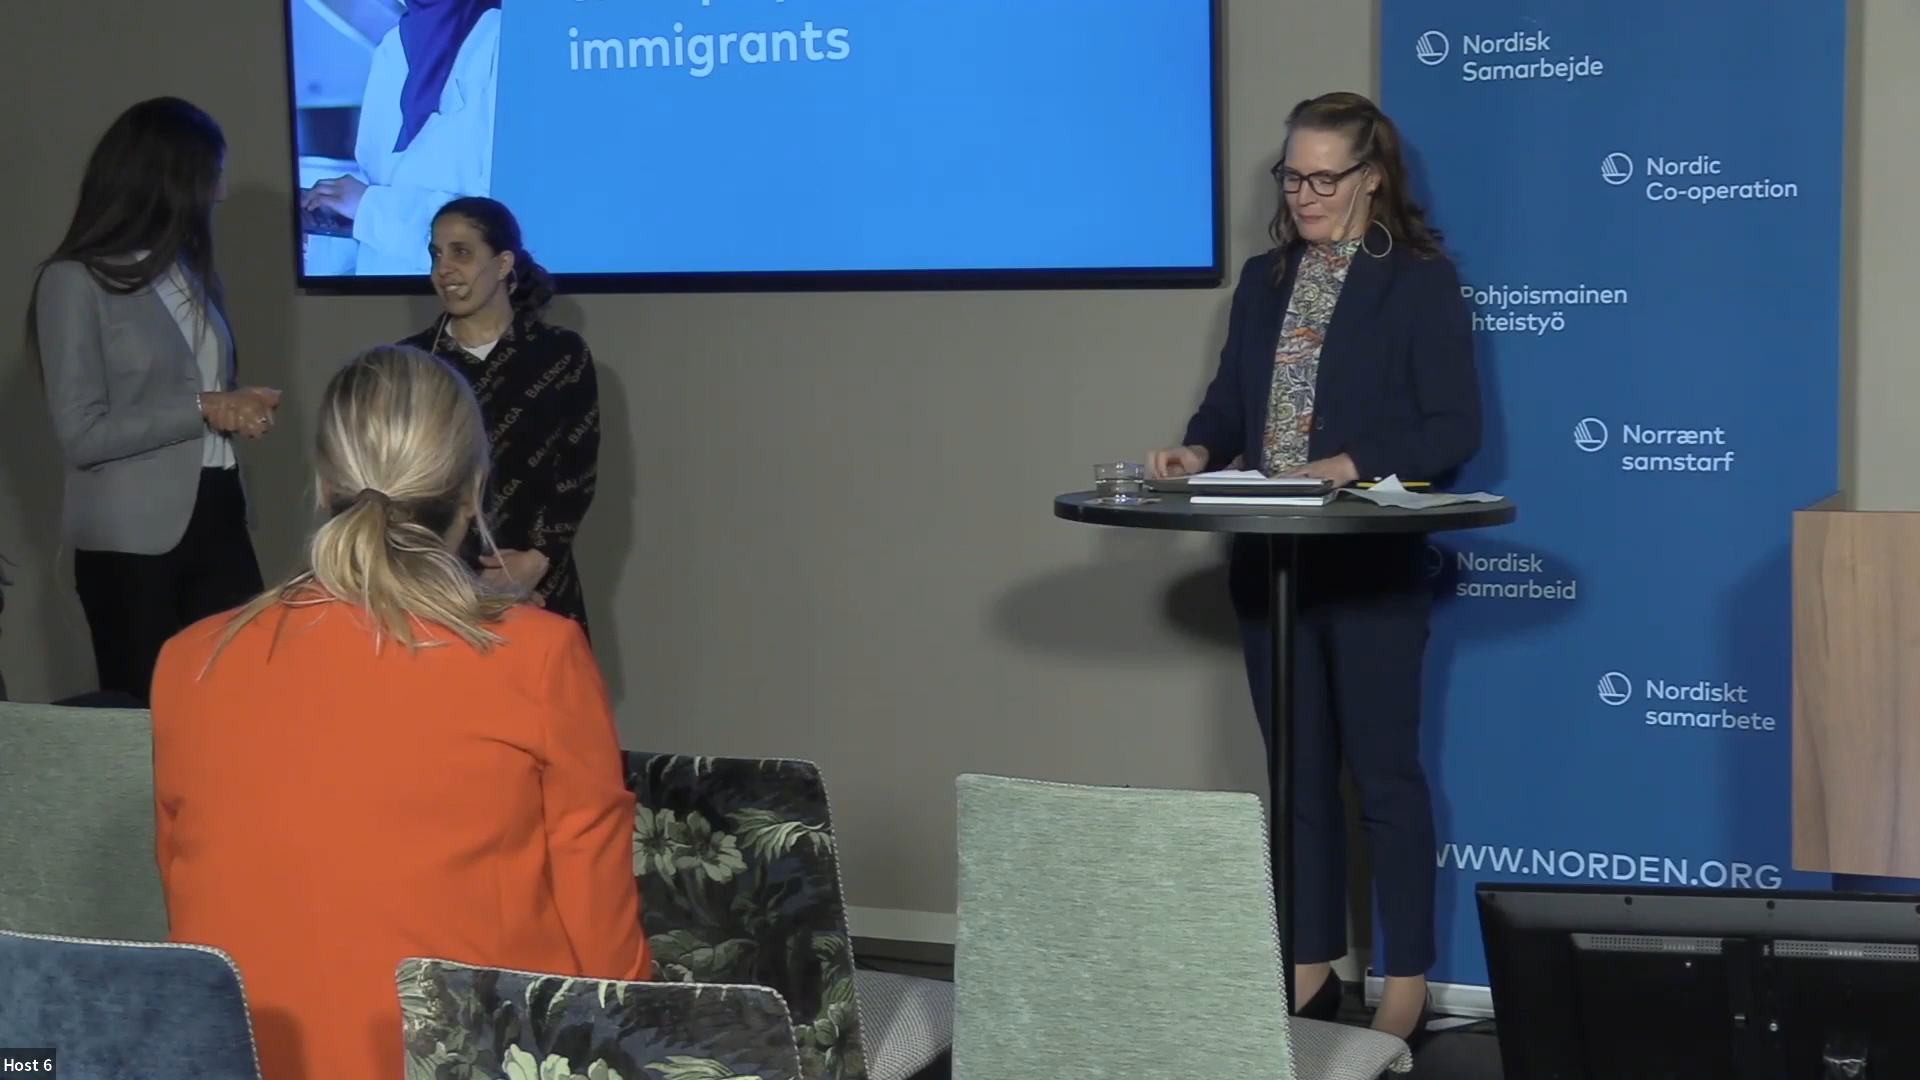 immigrants
Nordisk
Samarbejde
Nordic
Co-operation
Pohjoismainen
hteistyö
Norrænt
samstarf
Nordisk
samarbeid
Nordiskt
samarbete
WWW.NORDEN.ORG
BALENCIA
Host 6